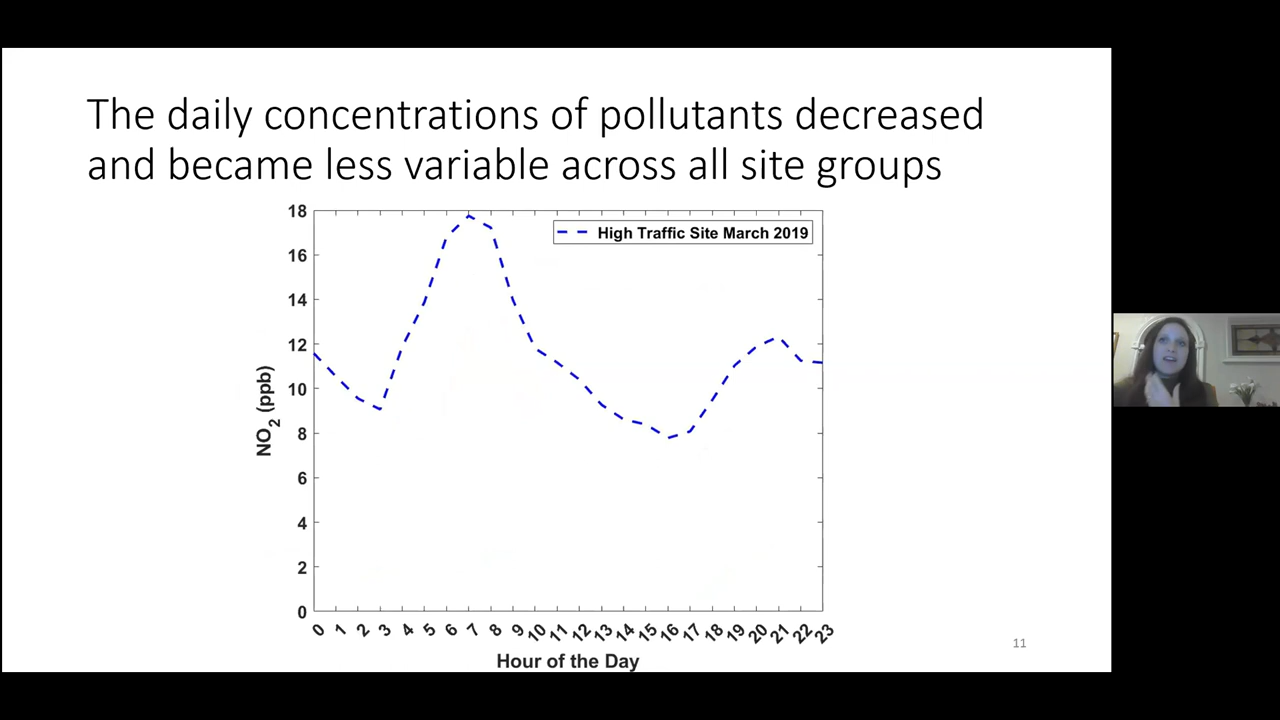 The daily concentrations of pollutants decreased
and became less variable across all site groups
18
High Traffic Site March 2019
16
14
12
10
8
6
4
2
0
NO2 (ppb)
0 1 2 3 4 5 6 7 8 9 10 11 12 13 14 15 16 17 18 19 20 21 22 23
Hour of the Day
11